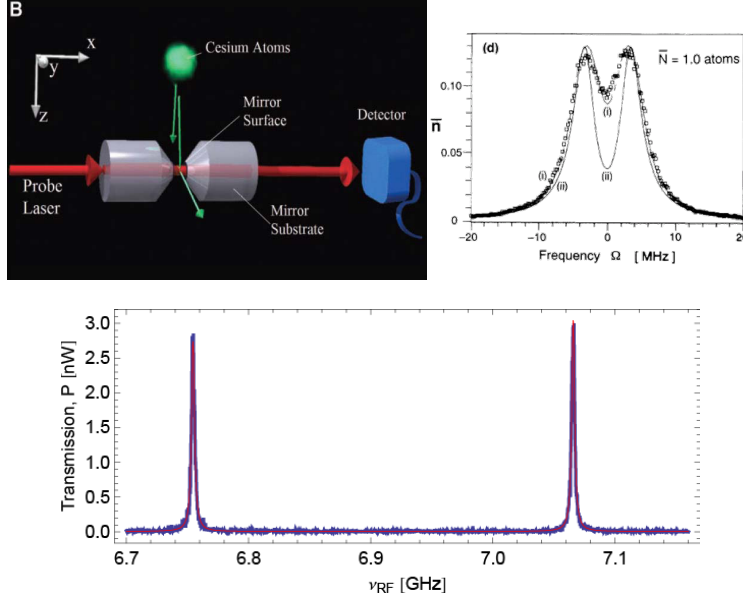 B
x
y
z
Cesium Atoms
Mirror
Surface
Detector
Probe
Laser
Mirror
Substrate
(d)
N̅ = 1.0 atoms
n̅
0.10
0.05
0
(i)
(i)
(ii)
(ii)
-20 -10 0 10 20
Frequency Ω [MHz]
Transmission, P [nW]
3.0
2.5
2.0
1.5
1.0
0.5
0.0
6.7 6.8 6.9 7.0 7.1
νRF [GHz]